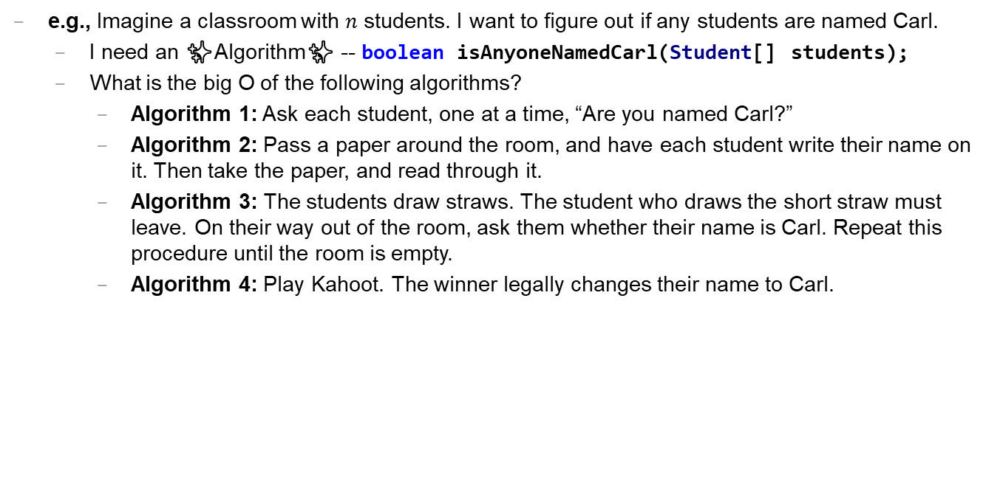 – e.g., Imagine a classroom with n students. I want to figure out if any students are named Carl.
– I need an ✨Algorithm✨ -- boolean isAnyoneNamedCarl(Student[] students);
– What is the big O of the following algorithms?
– Algorithm 1: Ask each student, one at a time, “Are you named Carl?”
– Algorithm 2: Pass a paper around the room, and have each student write their name on
it. Then take the paper, and read through it.
– Algorithm 3: The students draw straws. The student who draws the short straw must
leave. On their way out of the room, ask them whether their name is Carl. Repeat this
procedure until the room is empty.
– Algorithm 4: Play Kahoot. The winner legally changes their name to Carl.